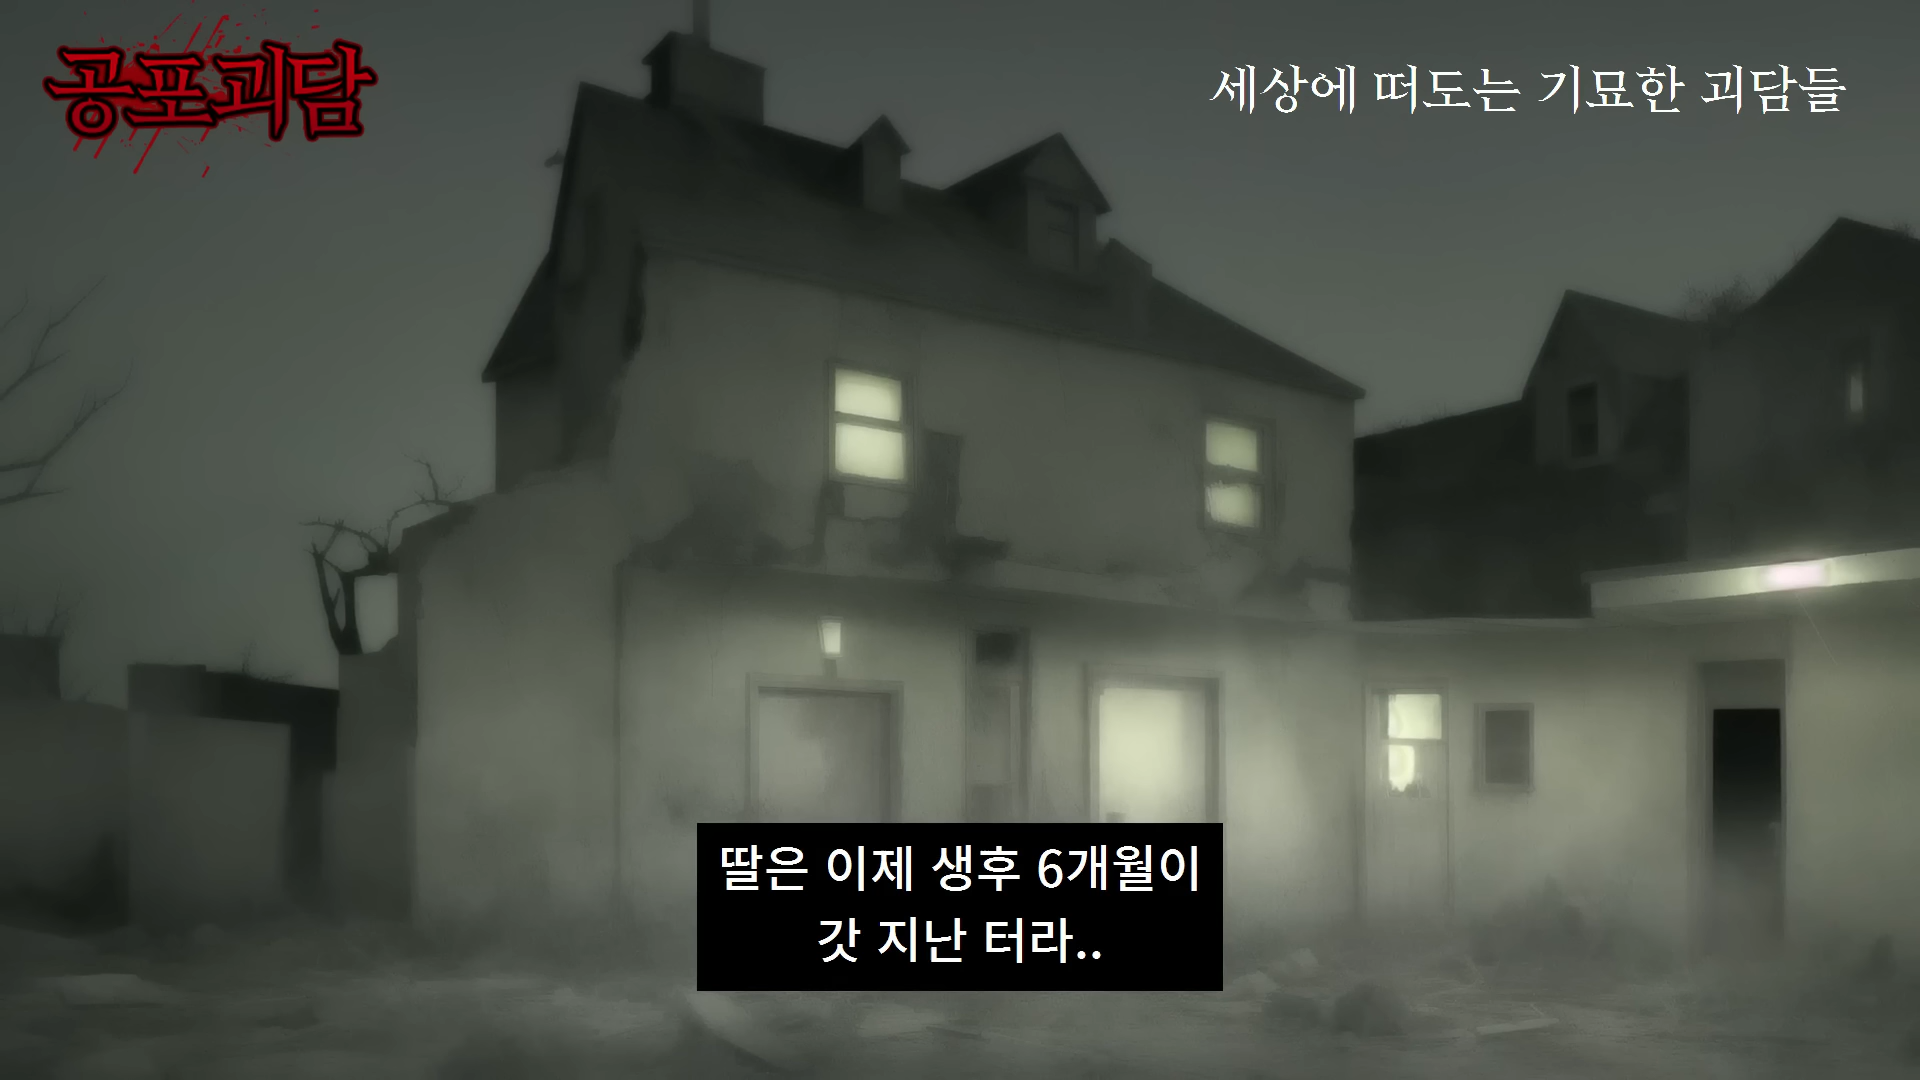 공포괴담
세상에 떠도는 기묘한 괴담들
딸은 이제 생후 6개월이
갓 지난 터라..